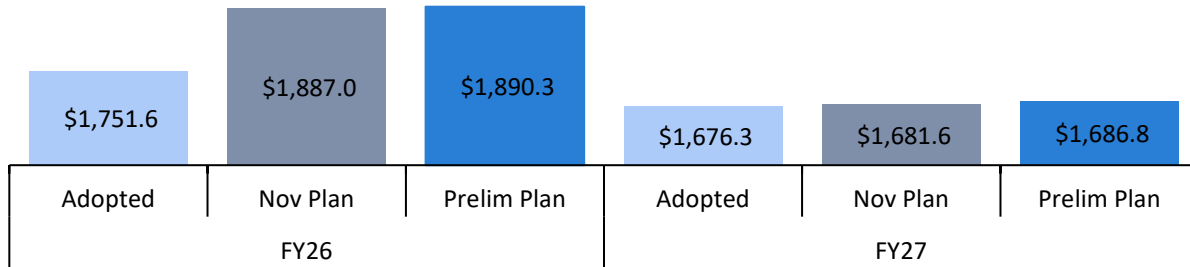 $1,887.0
$1,890.3
$1,751.6
$1,676.3
$1,681.6
$1,686.8
Adopted
Nov Plan
Prelim Plan
Adopted
Nov Plan
Prelim Plan
FY26
FY27